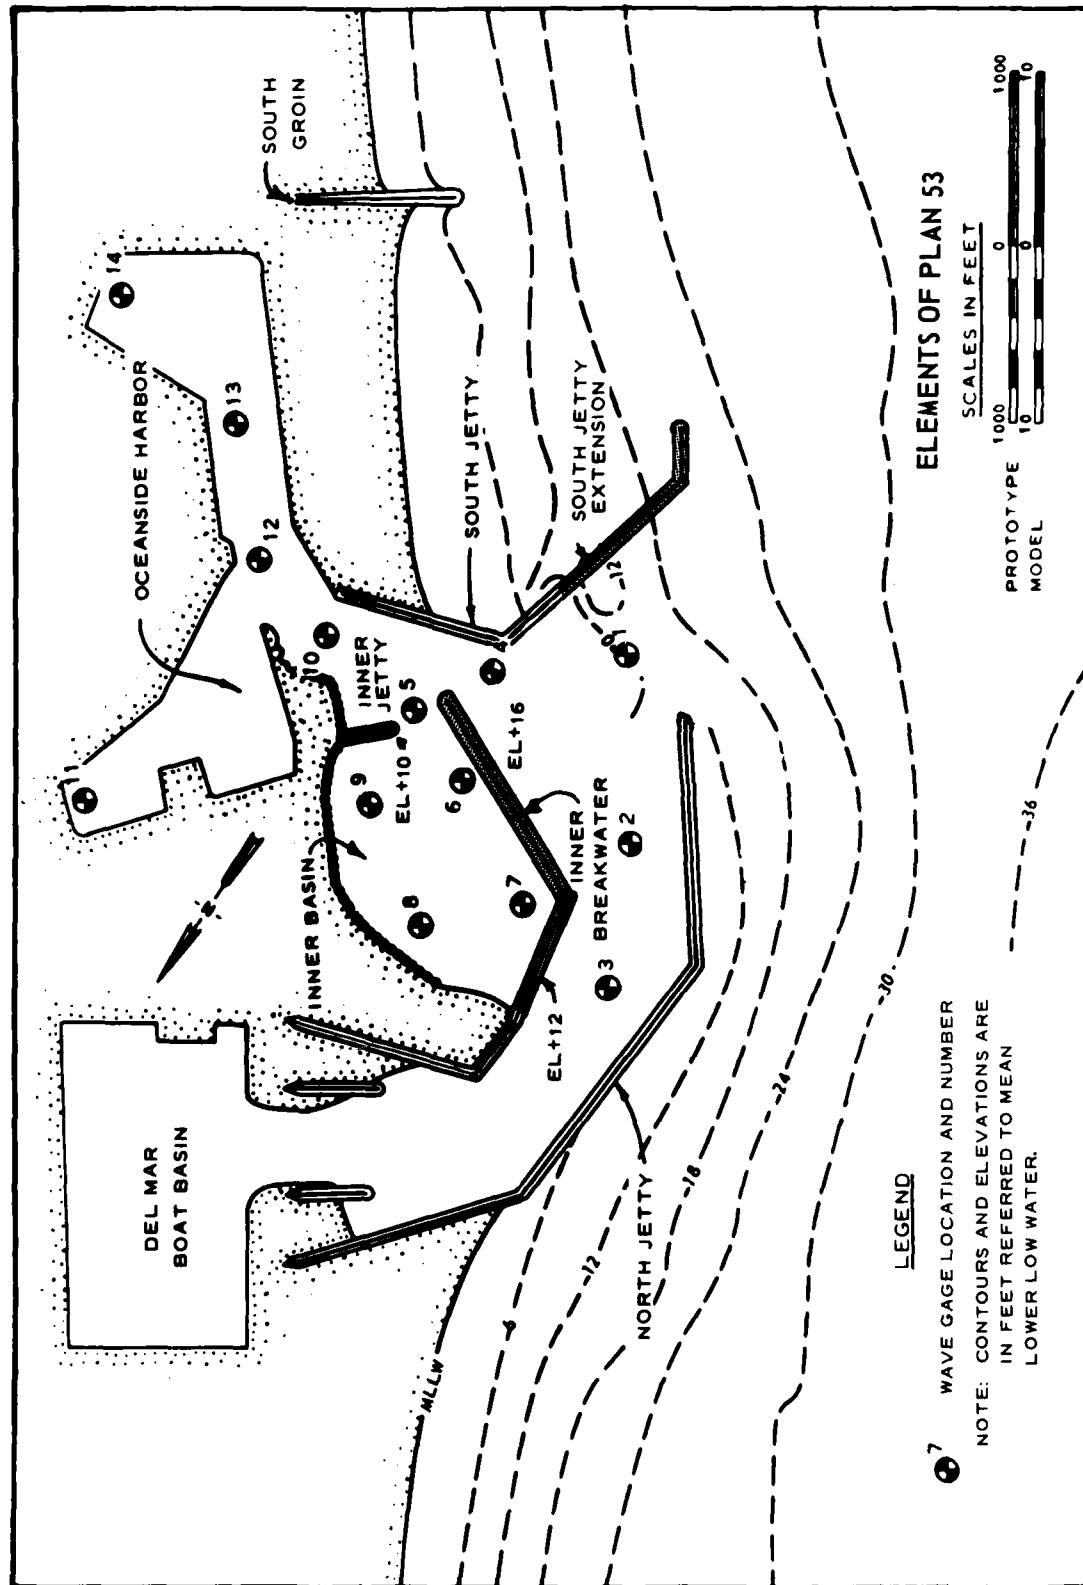 14
SOUTH
GROIN
OCEANSIDE HARBOR
13
12
11
10
INNER
JETTY
SOUTH JETTY
5
4
EL+10
9
6
EL+16
SOUTH JETTY
EXTENSION
-12
1
INNER BASIN
8
7
INNER
BREAKWATER
2
3
EL+12
DEL MAR
BOAT BASIN
NORTH JETTY
MLLW
-6
-12
-18
-24
-30
-36
ELEMENTS OF PLAN 53
SCALES IN FEET
PROTOTYPE
1000 0 1000
MODEL
10 0 10
LEGEND
7 WAVE GAGE LOCATION AND NUMBER
NOTE: CONTOURS AND ELEVATIONS ARE
IN FEET REFERRED TO MEAN
LOWER LOW WATER.